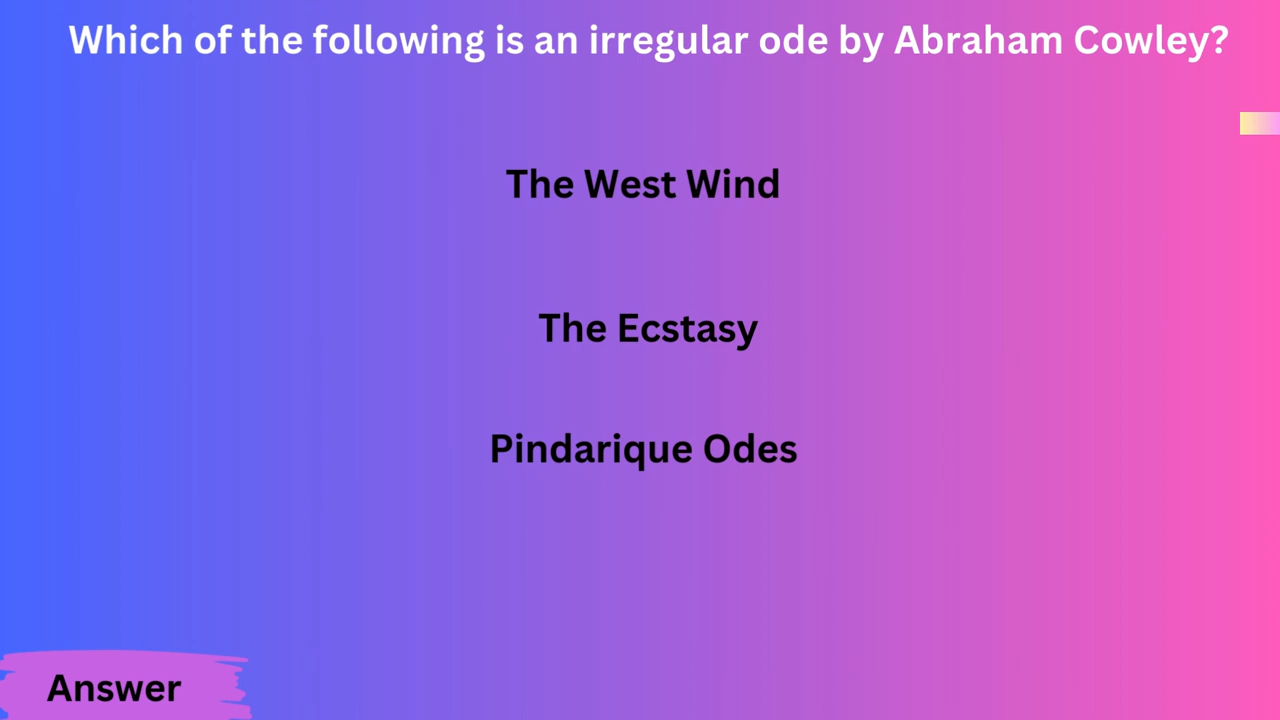 Which of the following is an irregular ode by Abraham Cowley?
The West Wind
The Ecstasy
Pindarique Odes
Answer